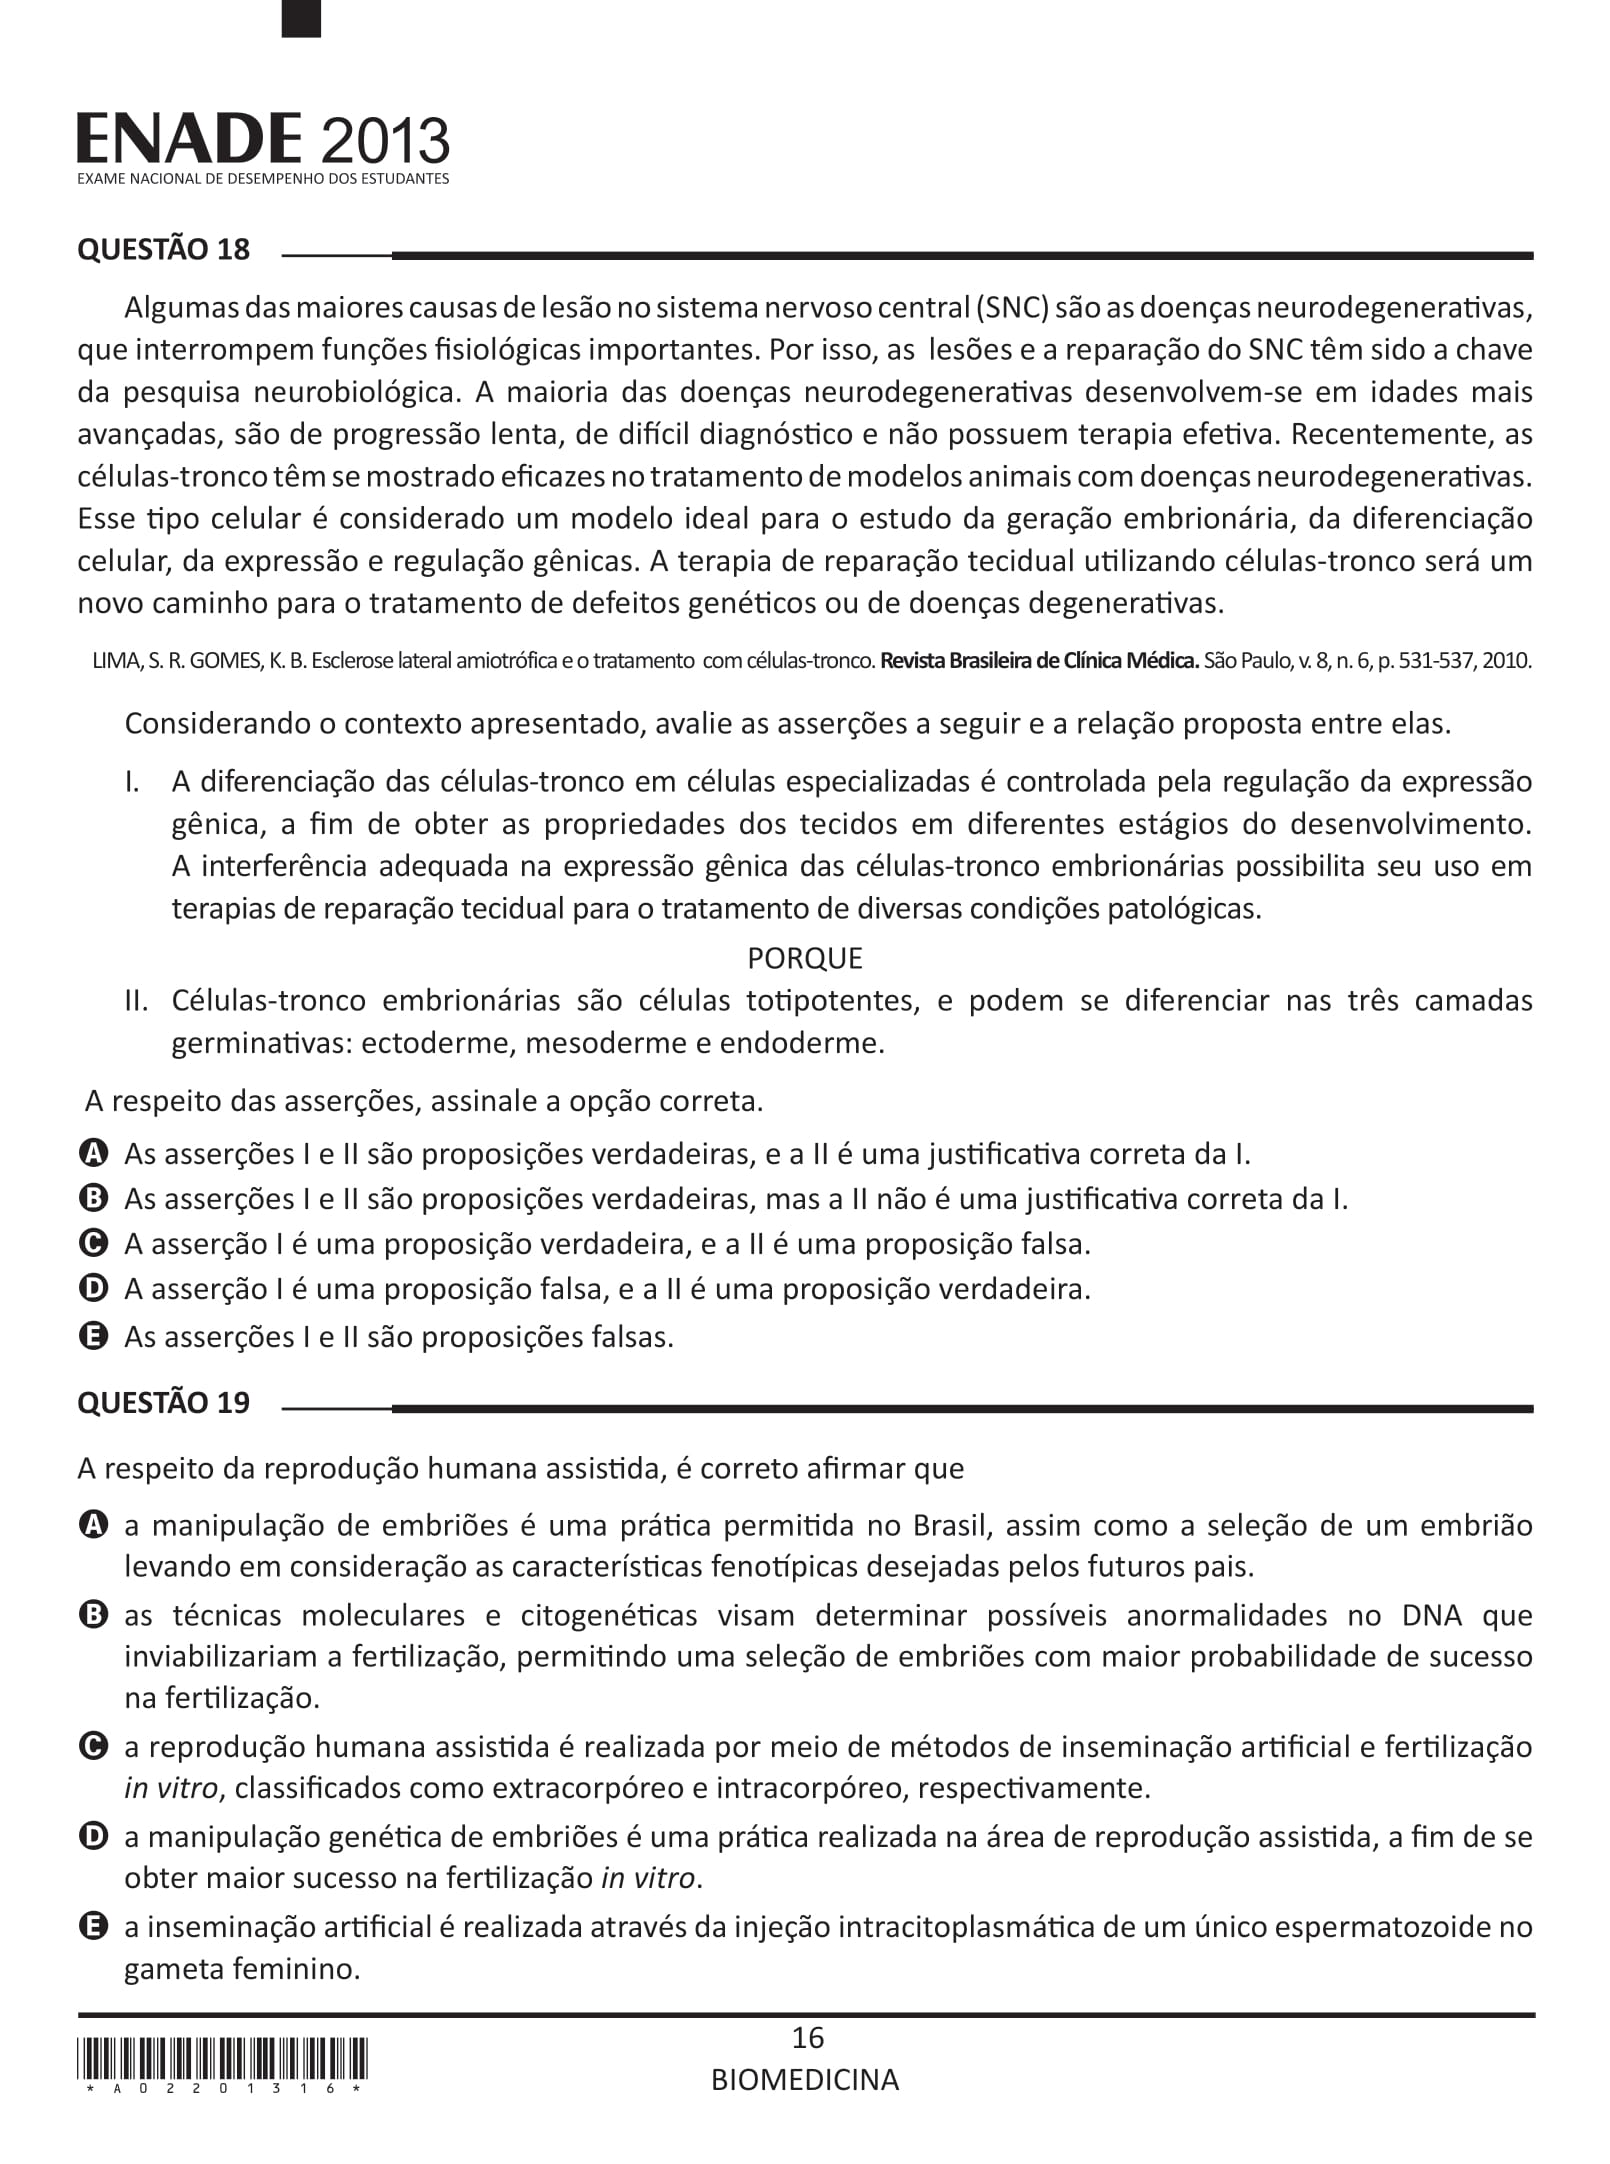 ENADE 2013
EXAME NACIONAL DE DESEMPENHO DOS ESTUDANTES
QUESTÃO 18
Algumas das maiores causas de lesão no sistema nervoso central (SNC) são as doenças neurodegenerativas,
que interrompem funções fisiológicas importantes. Por isso, as lesões e a reparação do SNC têm sido a chave
da pesquisa neurobiológica. A maioria das doenças neurodegenerativas desenvolvem-se em idades mais
avançadas, são de progressão lenta, de difícil diagnóstico e não possuem terapia efetiva. Recentemente, as
células-tronco têm se mostrado eficazes no tratamento de modelos animais com doenças neurodegenerativas.
Esse tipo celular é considerado um modelo ideal para o estudo da geração embrionária, da diferenciação
celular, da expressão e regulação gênicas. A terapia de reparação tecidual utilizando células-tronco será um
novo caminho para o tratamento de defeitos genéticos ou de doenças degenerativas.
LIMA, S. R. GOMES, K. B. Esclerose lateral amiotrófica e o tratamento com células-tronco. Revista Brasileira de Clínica Médica. São Paulo, v. 8, n. 6, p. 531-537, 2010.
Considerando o contexto apresentado, avalie as asserções a seguir e a relação proposta entre elas.
I. A diferenciação das células-tronco em células especializadas é controlada pela regulação da expressão
gênica, a fim de obter as propriedades dos tecidos em diferentes estágios do desenvolvimento.
A interferência adequada na expressão gênica das células-tronco embrionárias possibilita seu uso em
terapias de reparação tecidual para o tratamento de diversas condições patológicas.
PORQUE
II. Células-tronco embrionárias são células totipotentes, e podem se diferenciar nas três camadas
germinativas: ectoderme, mesoderme e endoderme.
A respeito das asserções, assinale a opção correta.
A As asserções I e II são proposições verdadeiras, e a II é uma justificativa correta da I.
B As asserções I e II são proposições verdadeiras, mas a II não é uma justificativa correta da I.
C A asserção I é uma proposição verdadeira, e a II é uma proposição falsa.
D A asserção I é uma proposição falsa, e a II é uma proposição verdadeira.
E As asserções I e II são proposições falsas.
QUESTÃO 19
A respeito da reprodução humana assistida, é correto afirmar que
A a manipulação de embriões é uma prática permitida no Brasil, assim como a seleção de um embrião
levando em consideração as características fenotípicas desejadas pelos futuros pais.
B as técnicas moleculares e citogenéticas visam determinar possíveis anormalidades no DNA que
inviabilizariam a fertilização, permitindo uma seleção de embriões com maior probabilidade de sucesso
na fertilização.
C a reprodução humana assistida é realizada por meio de métodos de inseminação artificial e fertilização
in vitro, classificados como extracorpóreo e intracorpóreo, respectivamente.
D a manipulação genética de embriões é uma prática realizada na área de reprodução assistida, a fim de se
obter maior sucesso na fertilização in vitro.
E a inseminação artificial é realizada através da injeção intracitoplasmática de um único espermatozoide no
gameta feminino.
16
BIOMEDICINA
* A 0 2 2 0 1 3 1 6 *